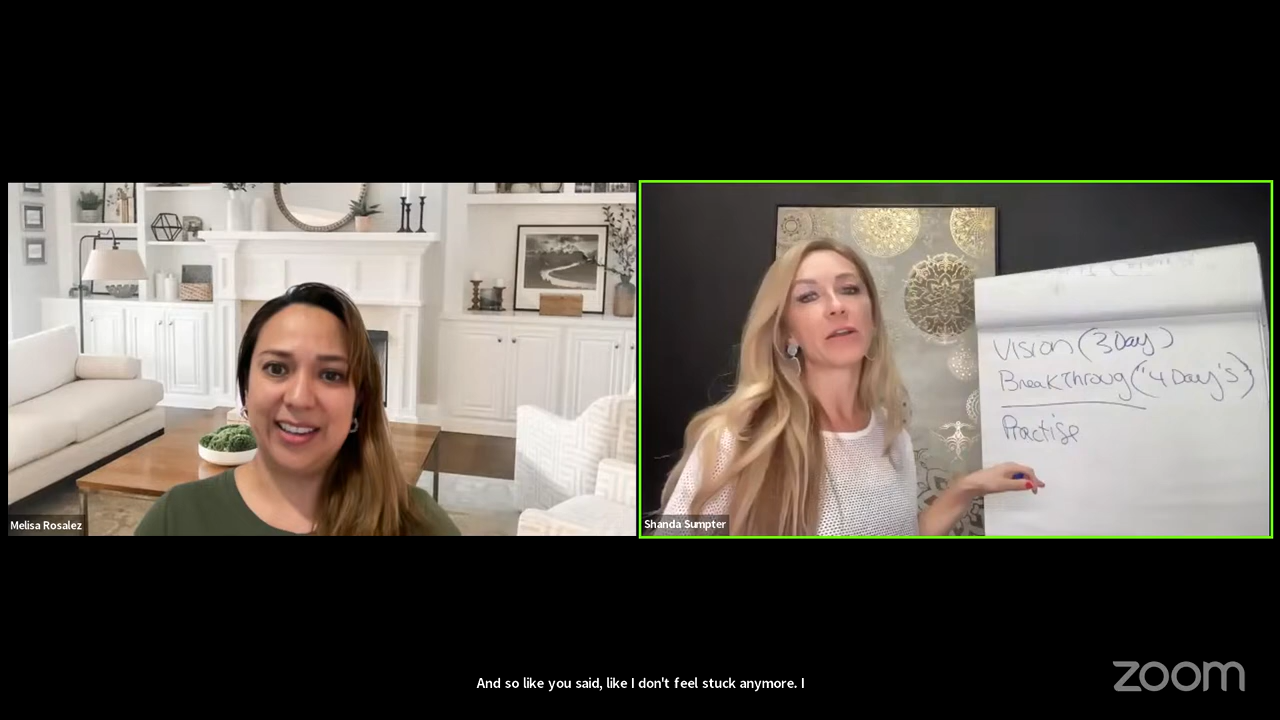 Vision (3 Day)
BreakThroug ('4 Day's)
Practise
Melisa Rosalez
Shanda Sumpter
And so like you said, like I don't feel stuck anymore. I
zoom